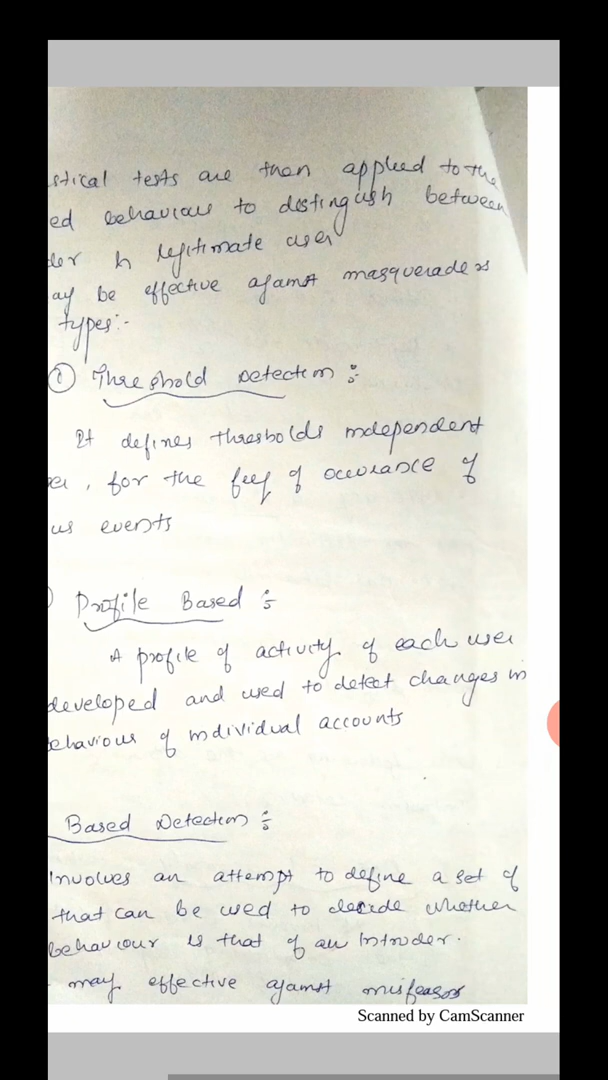 stical tests are then applied to the
ed behaviour to distinguish between
der & legitimate user
ay be effective against masqueraders
types:-
Threshold Detection:-
It defines thresholds independent
, for the freq of occurance of
us events
Profile Based :-
A profile of activity of each user
developed and used to detect changes in
behaviour of individual accounts
Based Detection :-
Involves an attempt to define a set of
that can be used to decide whether
behaviour is that of an Intruder.
may effective against misfeasor
Scanned by CamScanner